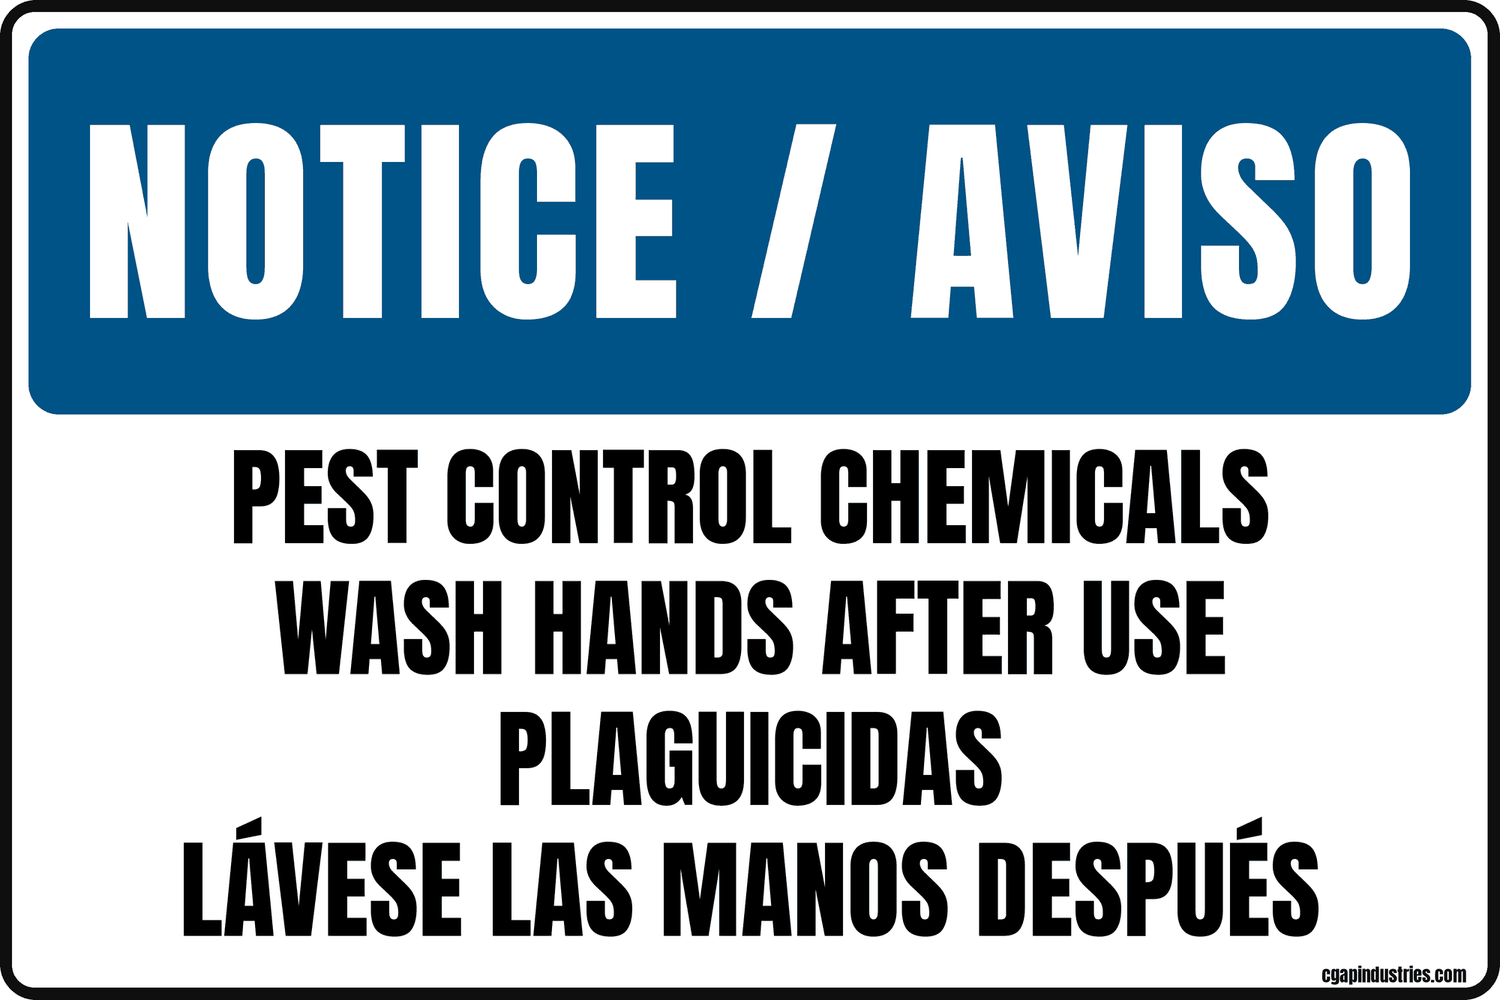 NOTICE / AVISO
PEST CONTROL CHEMICALS
WASH HANDS AFTER USE
PLAGUICIDAS
LÁVESE LAS MANOS DESPUÉS
cgapindustries.com